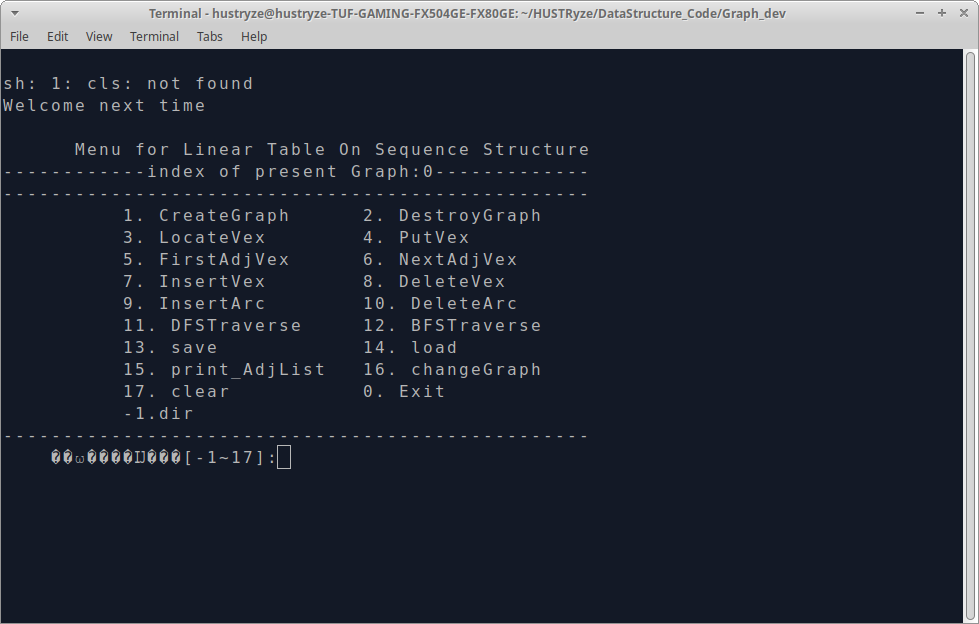 Terminal - hustryze@hustryze-TUF-GAMING-FX504GE-FX80GE: ~/HUSTRyze/DataStructure_Code/Graph_dev
File Edit View Terminal Tabs Help
sh: 1: cls: not found
Welcome next time
Menu for Linear Table On Sequence Structure
------------index of present Graph:0-------------
-------------------------------------------------
1. CreateGraph 2. DestroyGraph
3. LocateVex 4. PutVex
5. FirstAdjVex 6. NextAdjVex
7. InsertVex 8. DeleteVex
9. InsertArc 10. DeleteArc
11. DFSTraverse 12. BFSTraverse
13. save 14. load
15. print_AdjList 16. changeGraph
17. clear 0. Exit
-1.dir
-------------------------------------------------
[-1~17]: